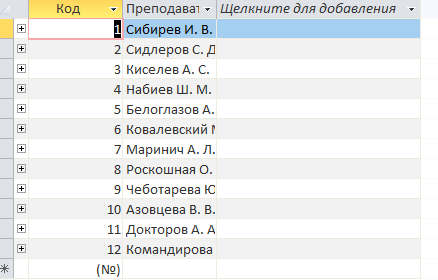 Код Преподават Щелкните для добавления
1 Сибирев И. В.
2 Сидлеров С. Д
3 Киселев А. С.
4 Набиев Ш. М.
5 Белоглазов А.
6 Ковалевский М
7 Маринич А. Л.
8 Роскошная О.
9 Чеботарева Ю
10 Азовцева В. В.
11 Докторов А. А
12 Командирова
(№)